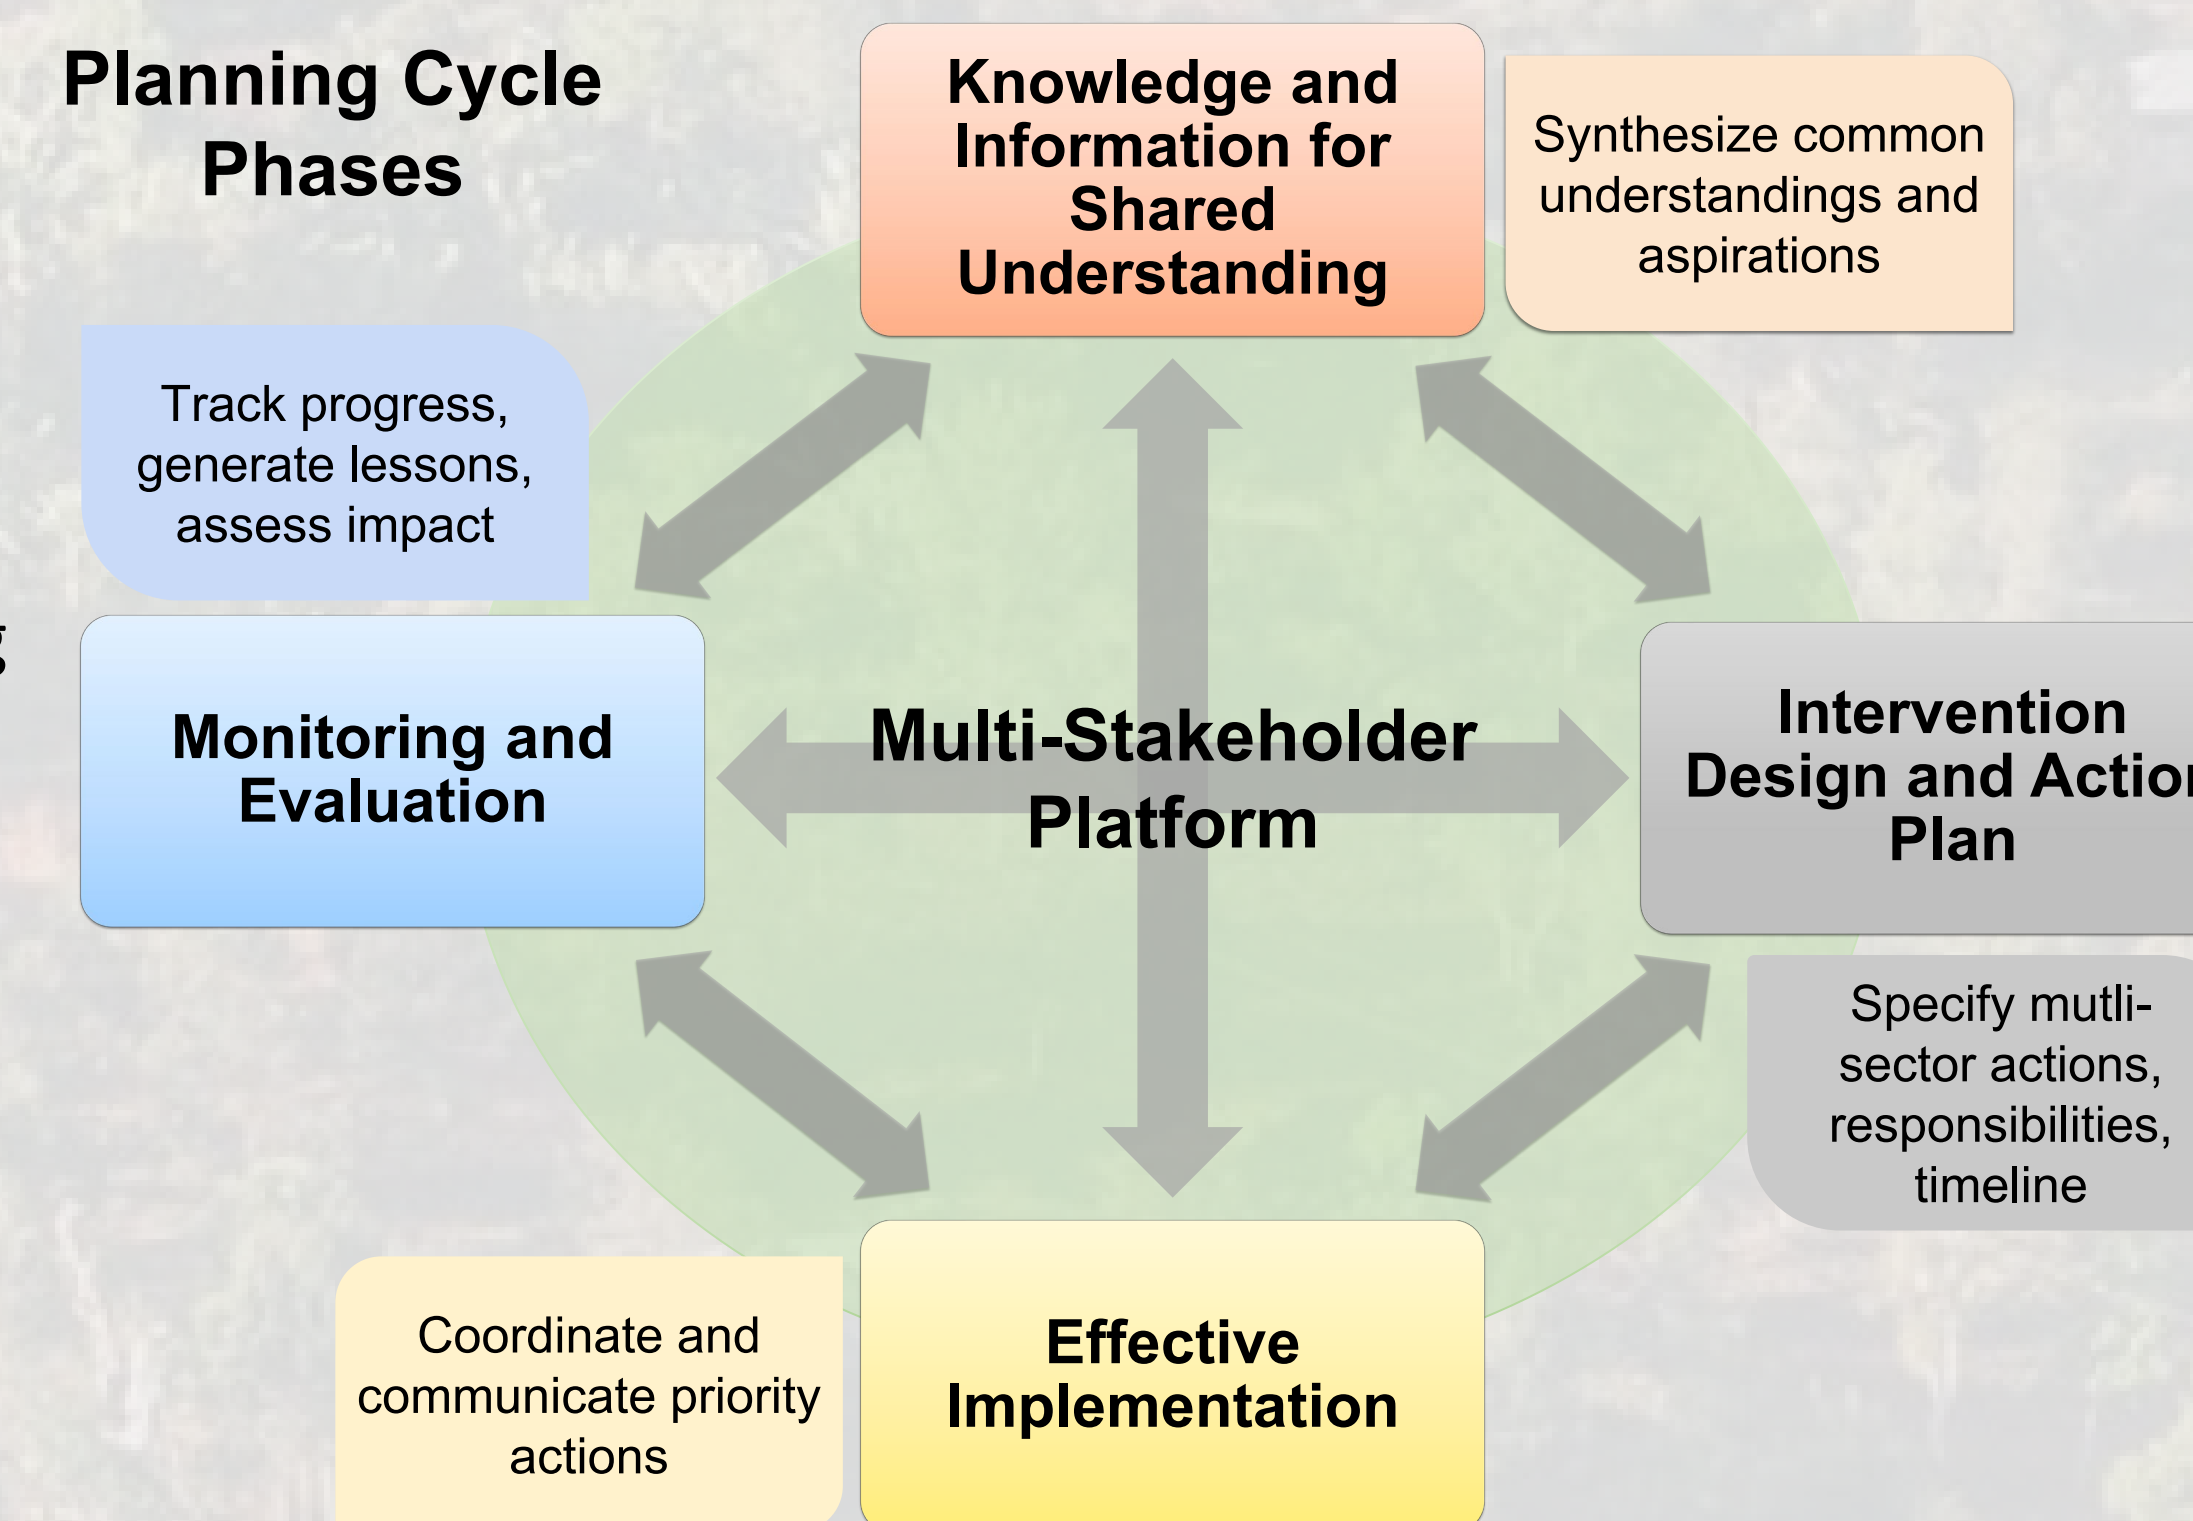 Planning Cycle
Phases
Knowledge and
Information for
Shared
Understanding
Synthesize common
understandings and
aspirations
Track progress,
generate lessons,
assess impact
g
Monitoring and
Evaluation
Multi-Stakeholder
Platform
Intervention
Design and Action
Plan
Specify mutli-
sector actions,
responsibilities,
timeline
Coordinate and
communicate priority
actions
Effective
Implementation